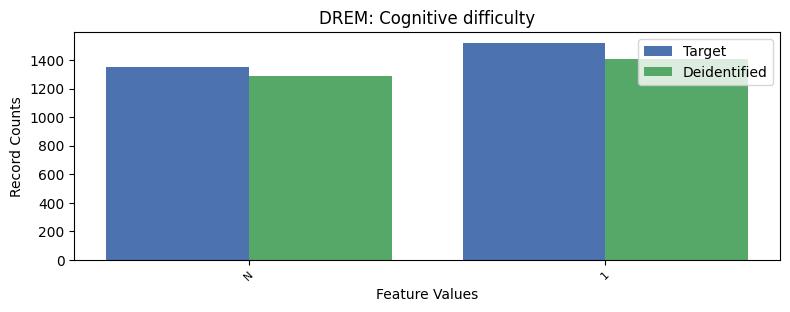 DREM: Cognitive difficulty
Target
Deidentified
Record Counts
1400
1200
1000
800
600
400
200
0
N
1
Feature Values